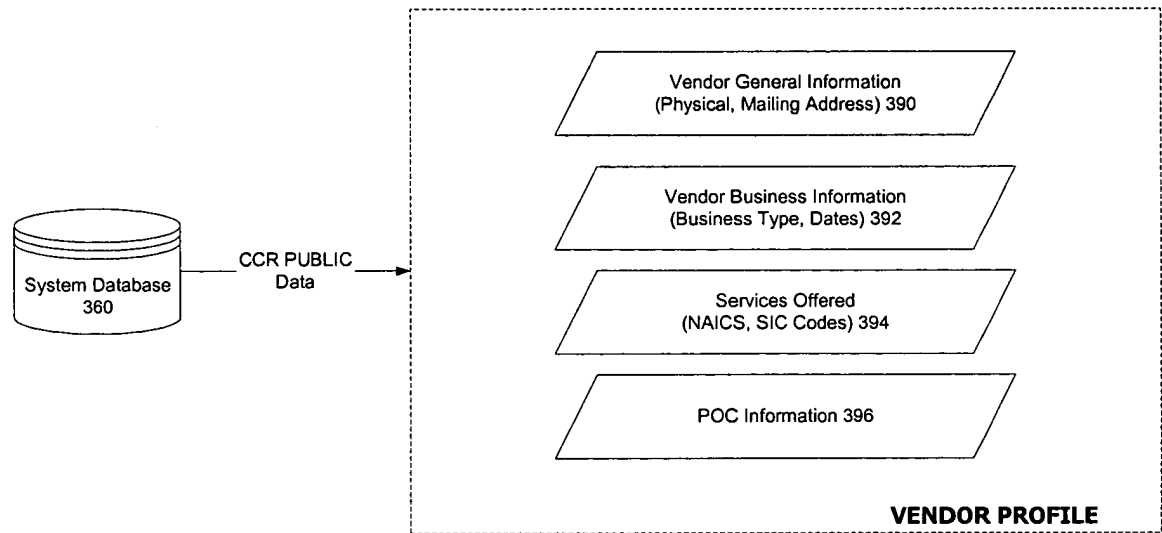 System Database
360
CCR PUBLIC
Data
Vendor General Information
(Physical, Mailing Address) 390
Vendor Business Information
(Business Type, Dates) 392
Services Offered
(NAICS, SIC Codes) 394
POC Information 396
VENDOR PROFILE